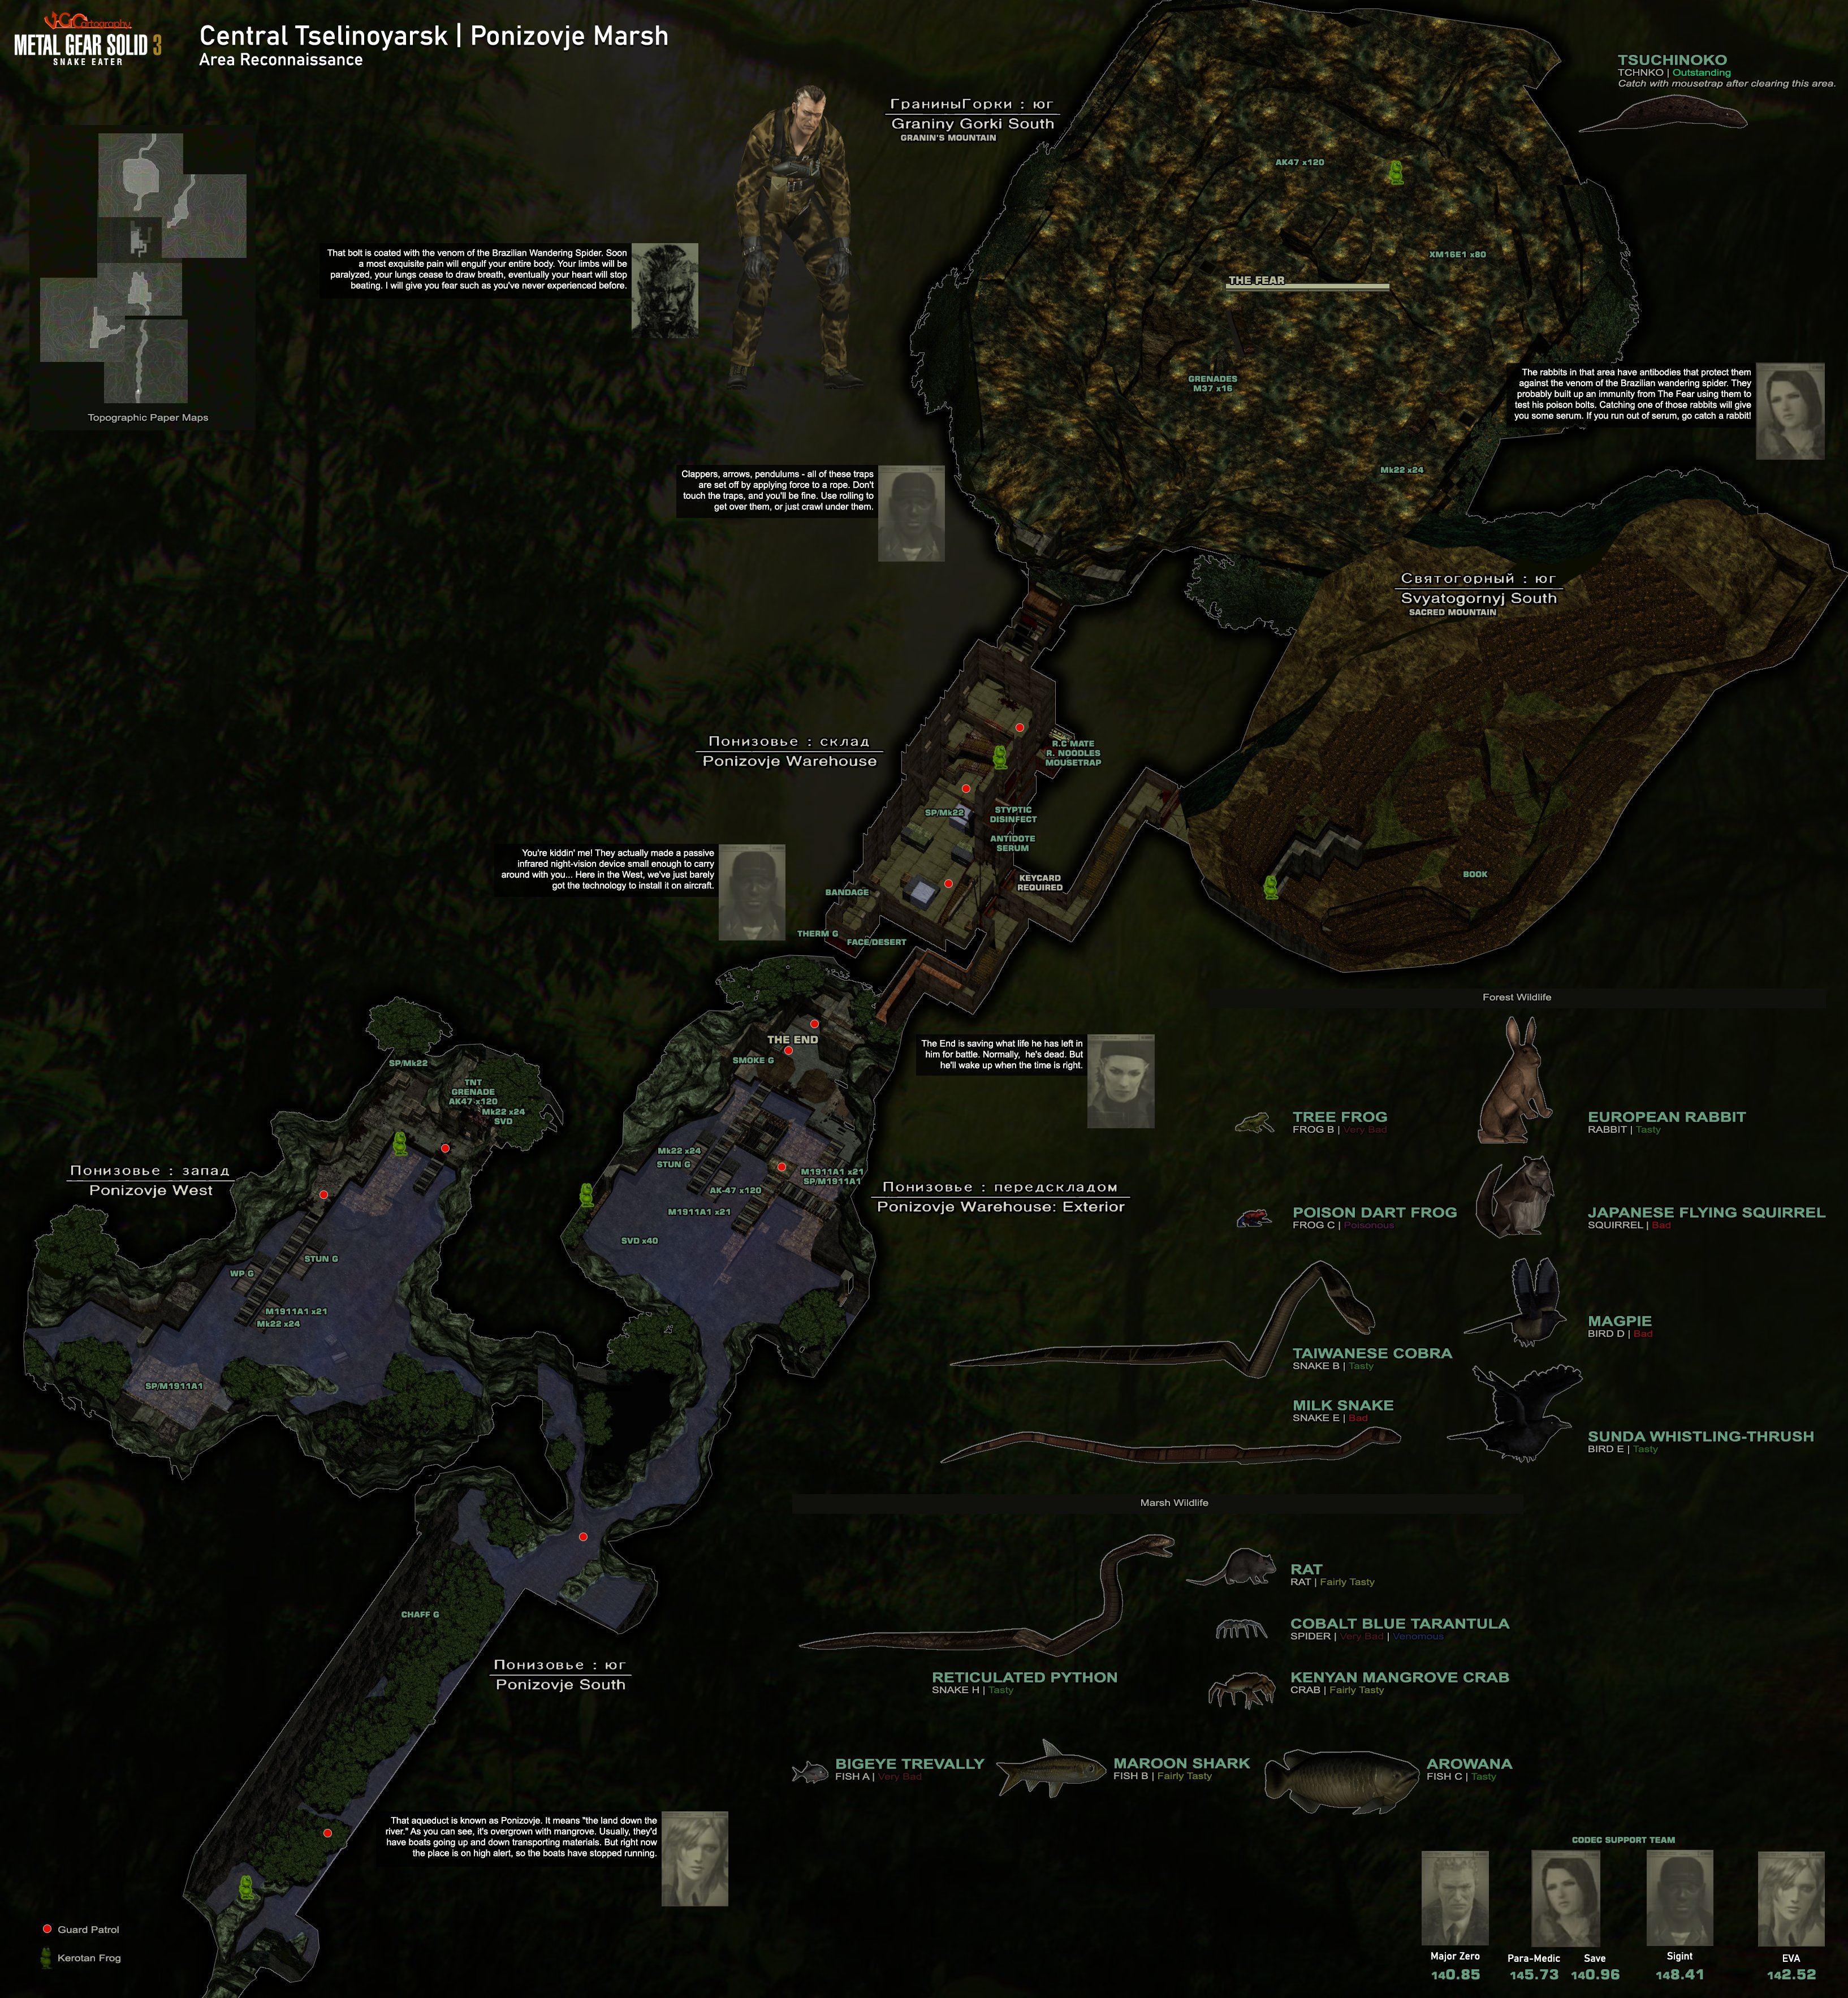 VGCartography
METAL GEAR SOLID 3
SNAKE EATER
Central Tselinoyarsk | Ponizovje Marsh
Area Reconnaissance
TSUCHINOKO
TCHNKO | Outstanding
Catch with mousetrap after clearing this area.
ГраниныГорки : юг
Graniny Gorki South
GRANIN'S MOUNTAIN
AK47 x120
XM16E1 x80
THE FEAR
GRENADES
M37 x16
Mk22 x24
Topographic Paper Maps
That bolt is coated with the venom of the Brazilian Wandering Spider. Soon
a most exquisite pain will engulf your entire body. Your limbs will be
paralyzed, your lungs cease to draw breath, eventually your heart will stop
beating. I will give you fear such as you've never experienced before.
The rabbits in that area have antibodies that protect them
against the venom of the Brazilian wandering spider. They
probably built up an immunity from The Fear using them to
test his poison bolts. Catching one of those rabbits will give
you some serum. If you run out of serum, go catch a rabbit!
Clappers, arrows, pendulums - all of these traps
are set off by applying force to a rope. Don't
touch the traps, and you'll be fine. Use rolling to
get over them, or just crawl under them.
Святогорный : юг
Svyatogornyj South
SACRED MOUNTAIN
BOOK
Понизовье : склад
Ponizovje Warehouse
R.C MATE
R. NOODLES
MOUSETRAP
SP/Mk22
STYPTIC
DISINFECT
ANTIDOTE
SERUM
KEYCARD
REQUIRED
BANDAGE
THERM G
FACE/DESERT
You're kiddin' me! They actually made a passive
infrared night-vision device small enough to carry
around with you... Here in the West, we've just barely
got the technology to install it on aircraft.
THE END
SMOKE G
The End is saving what life he has left in
him for battle. Normally, he's dead. But
he'll wake up when the time is right.
SP/Mk22
TNT
GRENADE
AK47 x120
Mk22 x24
SVD
Понизовье : запад
Ponizovje West
STUN G
WP G
M1911A1 x21
Mk22 x24
SP/M1911A1
Mk22 x24
STUN G
AK-47 x120
M1911A1 x21
SP/M1911A1
M1911A1 x21
SVD x40
Понизовье : передскладом
Ponizovje Warehouse: Exterior
Forest Wildlife
TREE FROG
FROG B | Very Bad
EUROPEAN RABBIT
RABBIT | Tasty
POISON DART FROG
FROG C | Poisonous
JAPANESE FLYING SQUIRREL
SQUIRREL | Bad
MAGPIE
BIRD D | Bad
TAIWANESE COBRA
SNAKE B | Tasty
MILK SNAKE
SNAKE E | Bad
SUNDA WHISTLING-THRUSH
BIRD E | Tasty
Marsh Wildlife
RAT
RAT | Fairly Tasty
COBALT BLUE TARANTULA
SPIDER | Very Bad | Venomous
RETICULATED PYTHON
SNAKE H | Tasty
KENYAN MANGROVE CRAB
CRAB | Fairly Tasty
BIGEYE TREVALLY
FISH A | Very Bad
MAROON SHARK
FISH B | Fairly Tasty
AROWANA
FISH C | Tasty
CHAFF G
Понизовье : юг
Ponizovje South
That aqueduct is known as Ponizovje. It means "the land down the
river." As you can see, it's overgrown with mangrove. Usually, they'd
have boats going up and down transporting materials. But right now
the place is on high alert, so the boats have stopped running.
Guard Patrol
Kerotan Frog
CODEC SUPPORT TEAM
Major Zero
140.85
Para-Medic
145.73
Save
140.96
Sigint
148.41
EVA
142.52